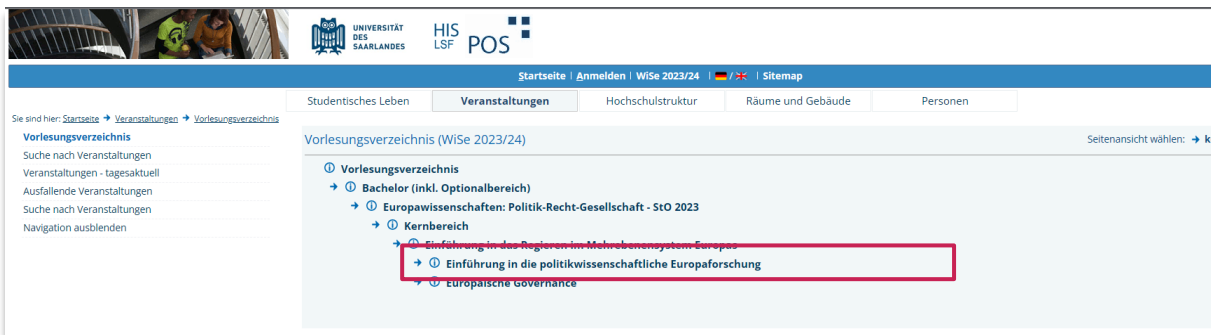 UNIVERSITÄT
DES
SAARLANDES
HIS
LSF POS
Startseite | Anmelden | WiSe 2023/24 | / | Sitemap
Studentisches Leben Veranstaltungen Hochschulstruktur Räume und Gebäude Personen
Sie sind hier: Startseite → Veranstaltungen → Vorlesungsverzeichnis
Vorlesungsverzeichnis
Suche nach Veranstaltungen
Veranstaltungen - tagesaktuell
Ausfallende Veranstaltungen
Suche nach Veranstaltungen
Navigation ausblenden
Vorlesungsverzeichnis (WiSe 2023/24)
Seitenansicht wählen: → k
Vorlesungsverzeichnis
Bachelor (inkl. Optionalbereich)
Europawissenschaften: Politik-Recht-Gesellschaft - StO 2023
Kernbereich
Einführung in das Regieren im Mehrebenensystem Europas
Einführung in die politikwissenschaftliche Europaforschung
Europäische Governance